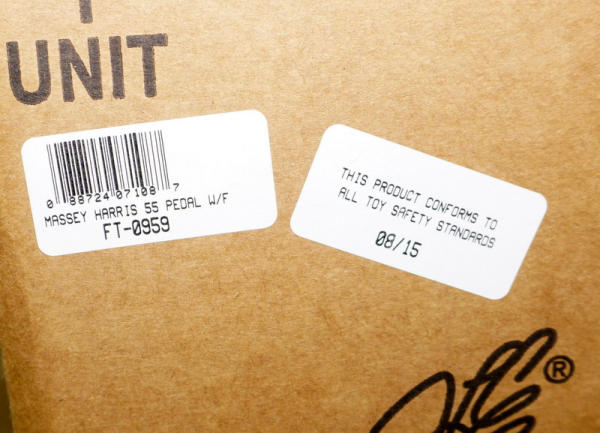 UNIT
0 88724 07108 7
MASSEY HARRIS 55 PEDAL W/F
FT-0959
THIS PRODUCT CONFORMS TO
ALL TOY SAFETY STANDARDS
08/15
®